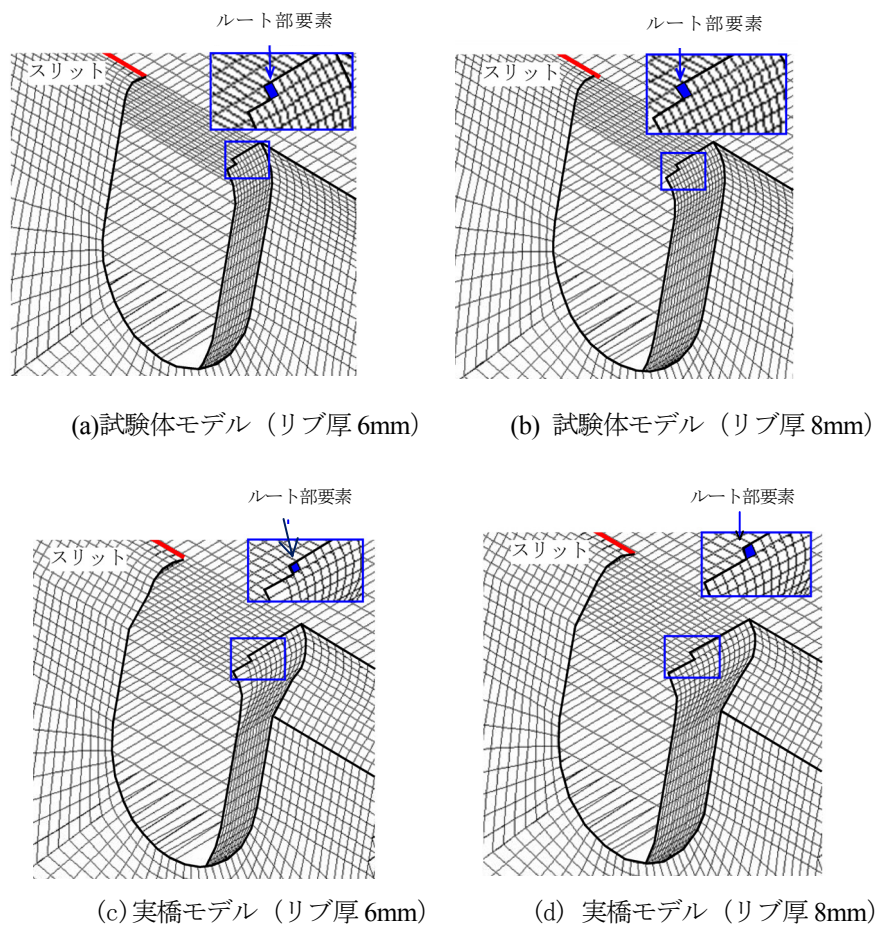 ルート部要素
ルート部要素
スリット
スリット
(a)試験体モデル（リブ厚 6mm）
(b) 試験体モデル（リブ厚 8mm）
ルート部要素
ルート部要素
スリット
スリット
(c)実橋モデル（リブ厚 6mm）
(d) 実橋モデル（リブ厚 8mm）